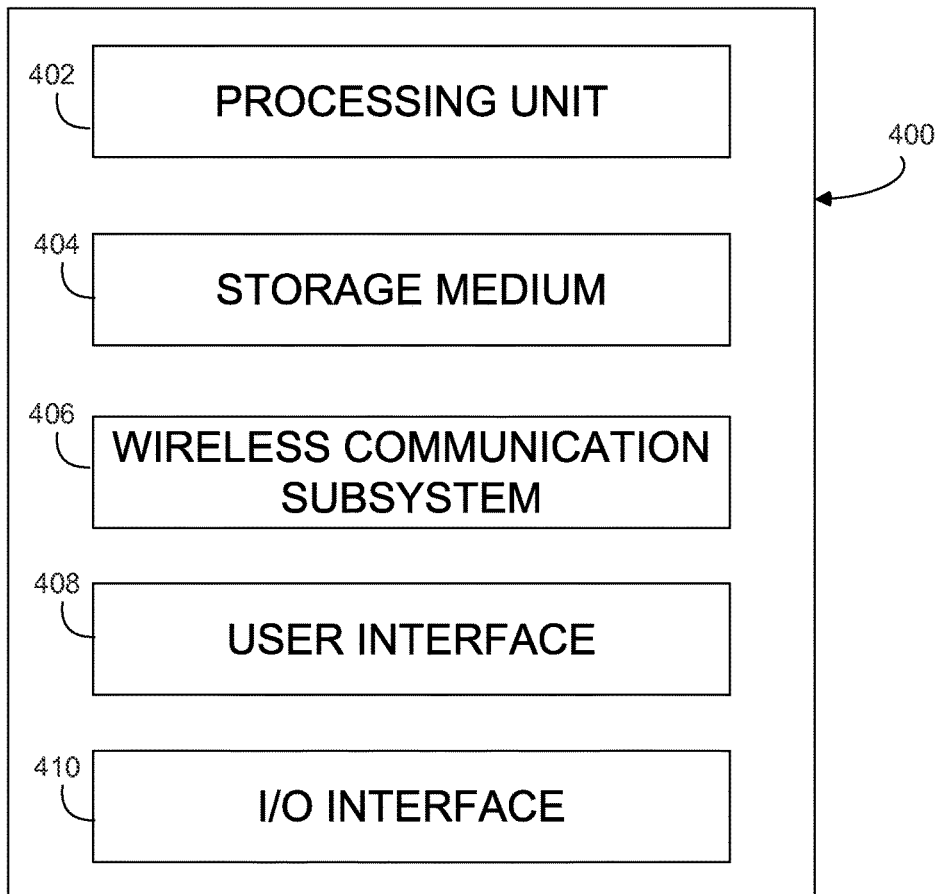 402
PROCESSING UNIT
400
404
STORAGE MEDIUM
406
WIRELESS COMMUNICATION
SUBSYSTEM
408
USER INTERFACE
410
I/O INTERFACE